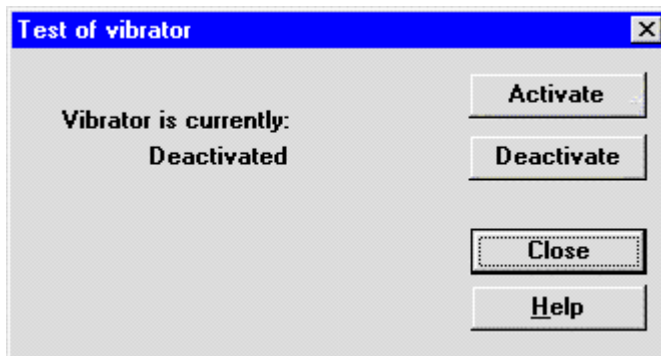 Test of vibrator
Activate
Vibrator is currently:
Deactivated
Deactivate
Close
Help